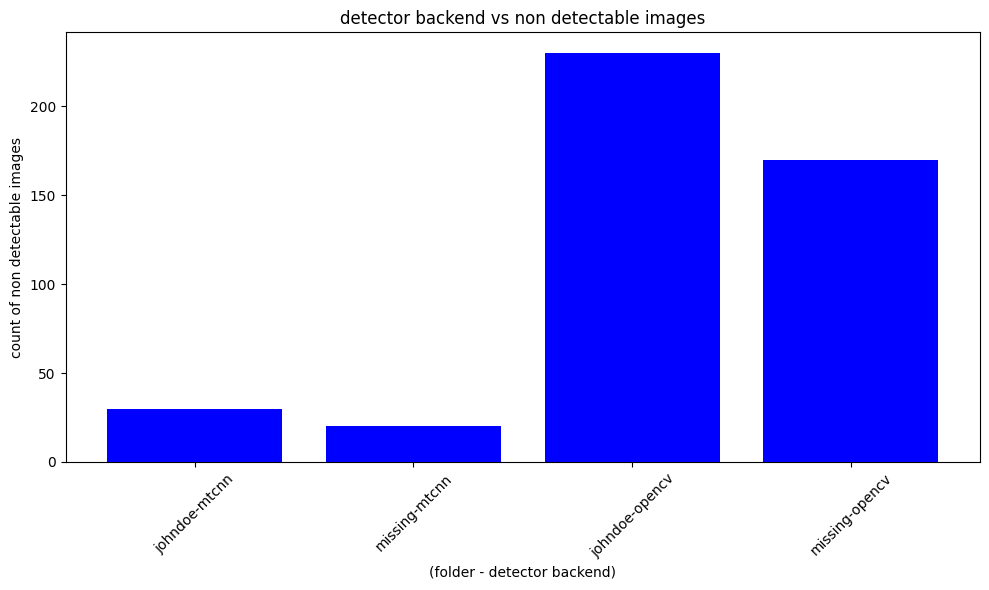 detector backend vs non detectable images
count of non detectable images
200
150
100
50
0
johndoe-mtcnn
missing-mtcnn
johndoe-opencv
missing-opencv
(folder - detector backend)